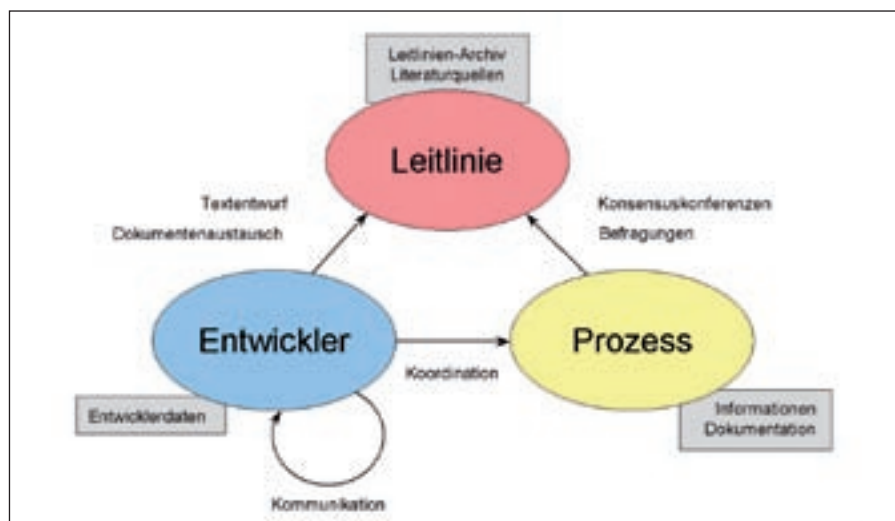 Leitlinien-Archiv
Literaturquellen
Leitlinie
Textentwurf
Dokumentenaustausch
Konsensuskonferenzen
Befragungen
Entwickler
Prozess
Koordination
Entwicklerdaten
Informationen
Dokumentation
Kommunikation